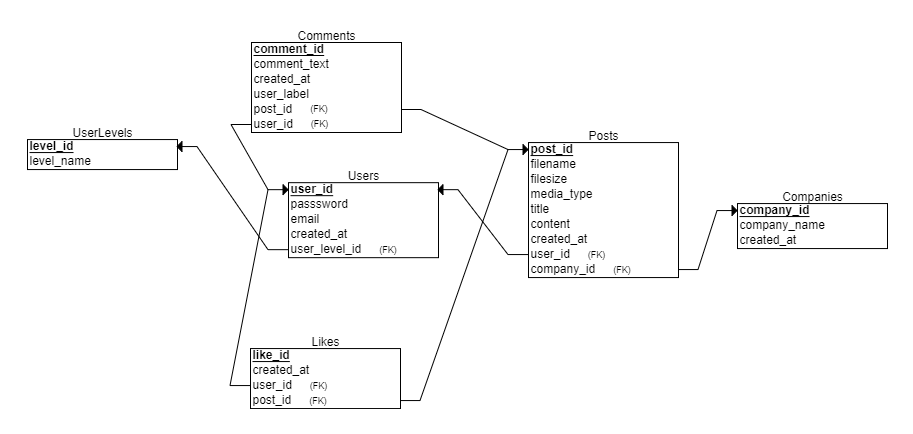 Comments
comment_id
comment_text
created_at
user_label
post_id (FK)
user_id (FK)
UserLevels
level_id
level_name
Users
user_id
passsword
email
created_at
user_level_id (FK)
Posts
post_id
filename
filesize
media_type
title
content
created_at
user_id (FK)
company_id (FK)
Companies
company_id
company_name
created_at
Likes
like_id
created_at
user_id (FK)
post_id (FK)